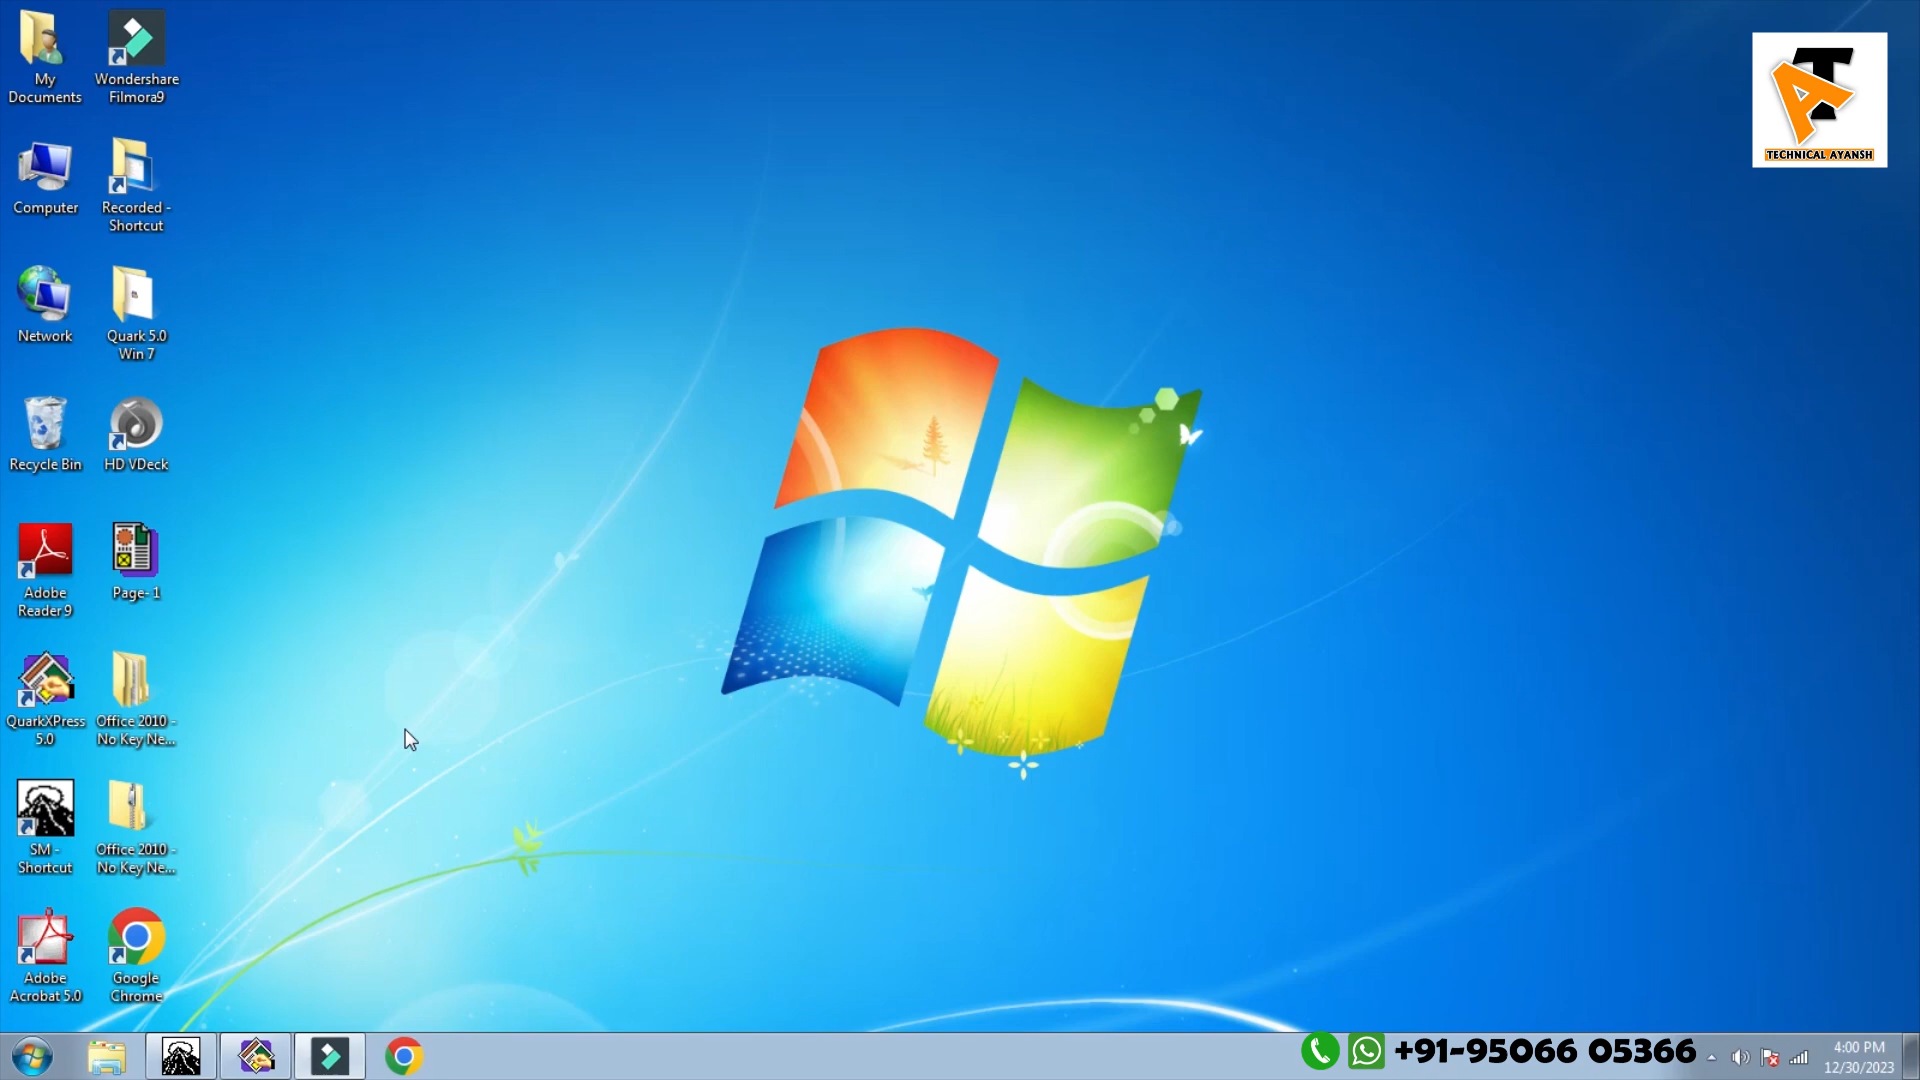 My
Documents
Wondershare
Filmora9
Computer
Recorded -
Shortcut
Network
Quark 5.0
Win 7
Recycle Bin
HD VDeck
Adobe
Reader 9
Page- 1
QuarkXPress
5.0
Office 2010 -
No Key Ne...
SM -
Shortcut
Office 2010 -
No Key Ne...
Adobe
Acrobat 5.0
Google
Chrome
AT
TECHNICAL AYANSH
+91-95066 05366
4:00 PM
12/30/2023